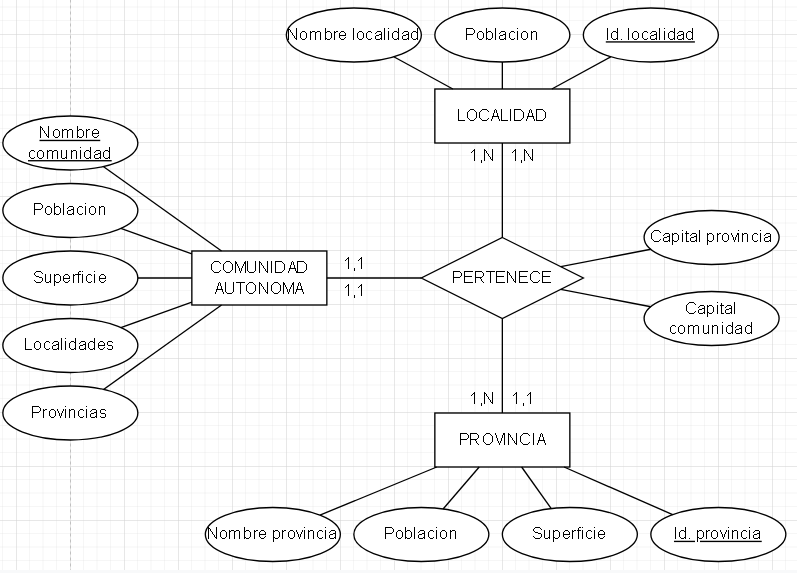 Nombre localidad
Poblacion
Id. localidad
LOCALIDAD
1,N
1,N
Nombre
comunidad
Poblacion
Superficie
Localidades
Provincias
COMUNIDAD
AUTONOMA
1,1
1,1
PERTENECE
Capital provincia
Capital
comunidad
1,N
1,1
PROVINCIA
Nombre provincia
Poblacion
Superficie
Id. provincia